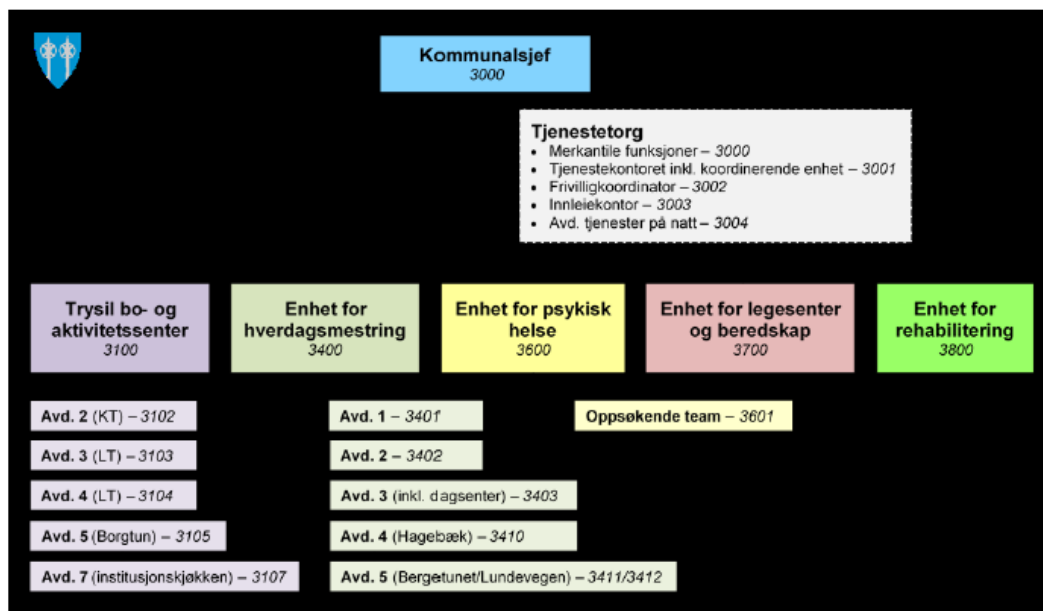 Kommunalsjef
3000
Tjenestetorg
• Merkantile funksjoner – 3000
• Tjenestekontoret inkl. koordinerende enhet – 3001
• Frivilligkoordinator – 3002
• Innleiekontor – 3003
• Avd. tjenester på natt – 3004
Trysil bo- og
aktivitetssenter
3100
Enhet for
hverdagsmestring
3400
Enhet for psykisk
helse
3600
Enhet for legesenter
og beredskap
3700
Enhet for
rehabilitering
3800
Avd. 2 (KT) – 3102
Avd. 3 (LT) – 3103
Avd. 4 (LT) – 3104
Avd. 5 (Borgtun) – 3105
Avd. 7 (institusjonskjøkken) – 3107
Avd. 1 – 3401
Avd. 2 – 3402
Avd. 3 (inkl. dagsenter) – 3403
Avd. 4 (Hagebæk) – 3410
Avd. 5 (Bergetunet/Lundevegen) – 3411/3412
Oppsøkende team – 3601